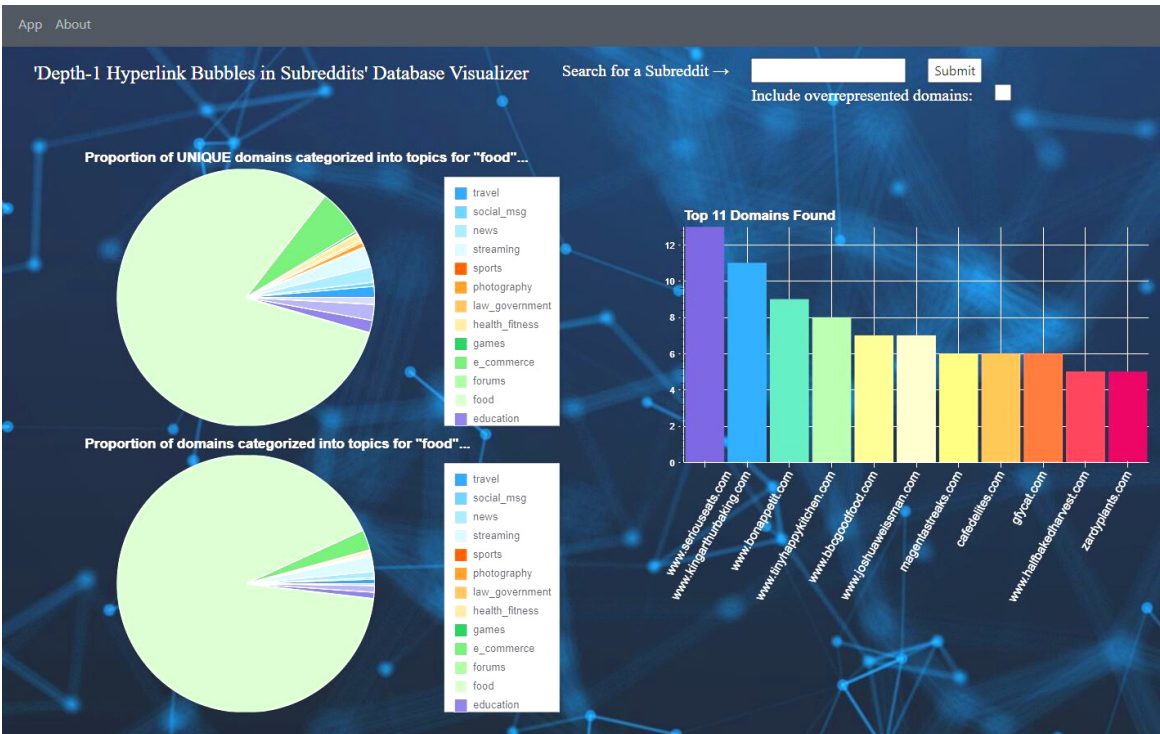 App About
'Depth-1 Hyperlink Bubbles in Subreddits' Database Visualizer
Search for a Subreddit →
Submit
Include overrepresented domains:
Proportion of UNIQUE domains categorized into topics for "food"...
travel
social_msg
news
streaming
sports
photography
law_government
health_fitness
games
e_commerce
forums
food
education
Proportion of domains categorized into topics for "food"...
travel
social_msg
news
streaming
sports
photography
law_government
health_fitness
games
e_commerce
forums
food
education
Top 11 Domains Found
12
10
8
6
4
2
0
www.seriouseats.com
www.kingarthurbaking.com
www.bonappetit.com
www.tinyhappykitchen.com
www.bbcgoodfood.com
www.joshuaweissman.com
magentastreaks.com
cafedelites.com
gfycat.com
www.halfbakedharvest.com
zardyplants.com